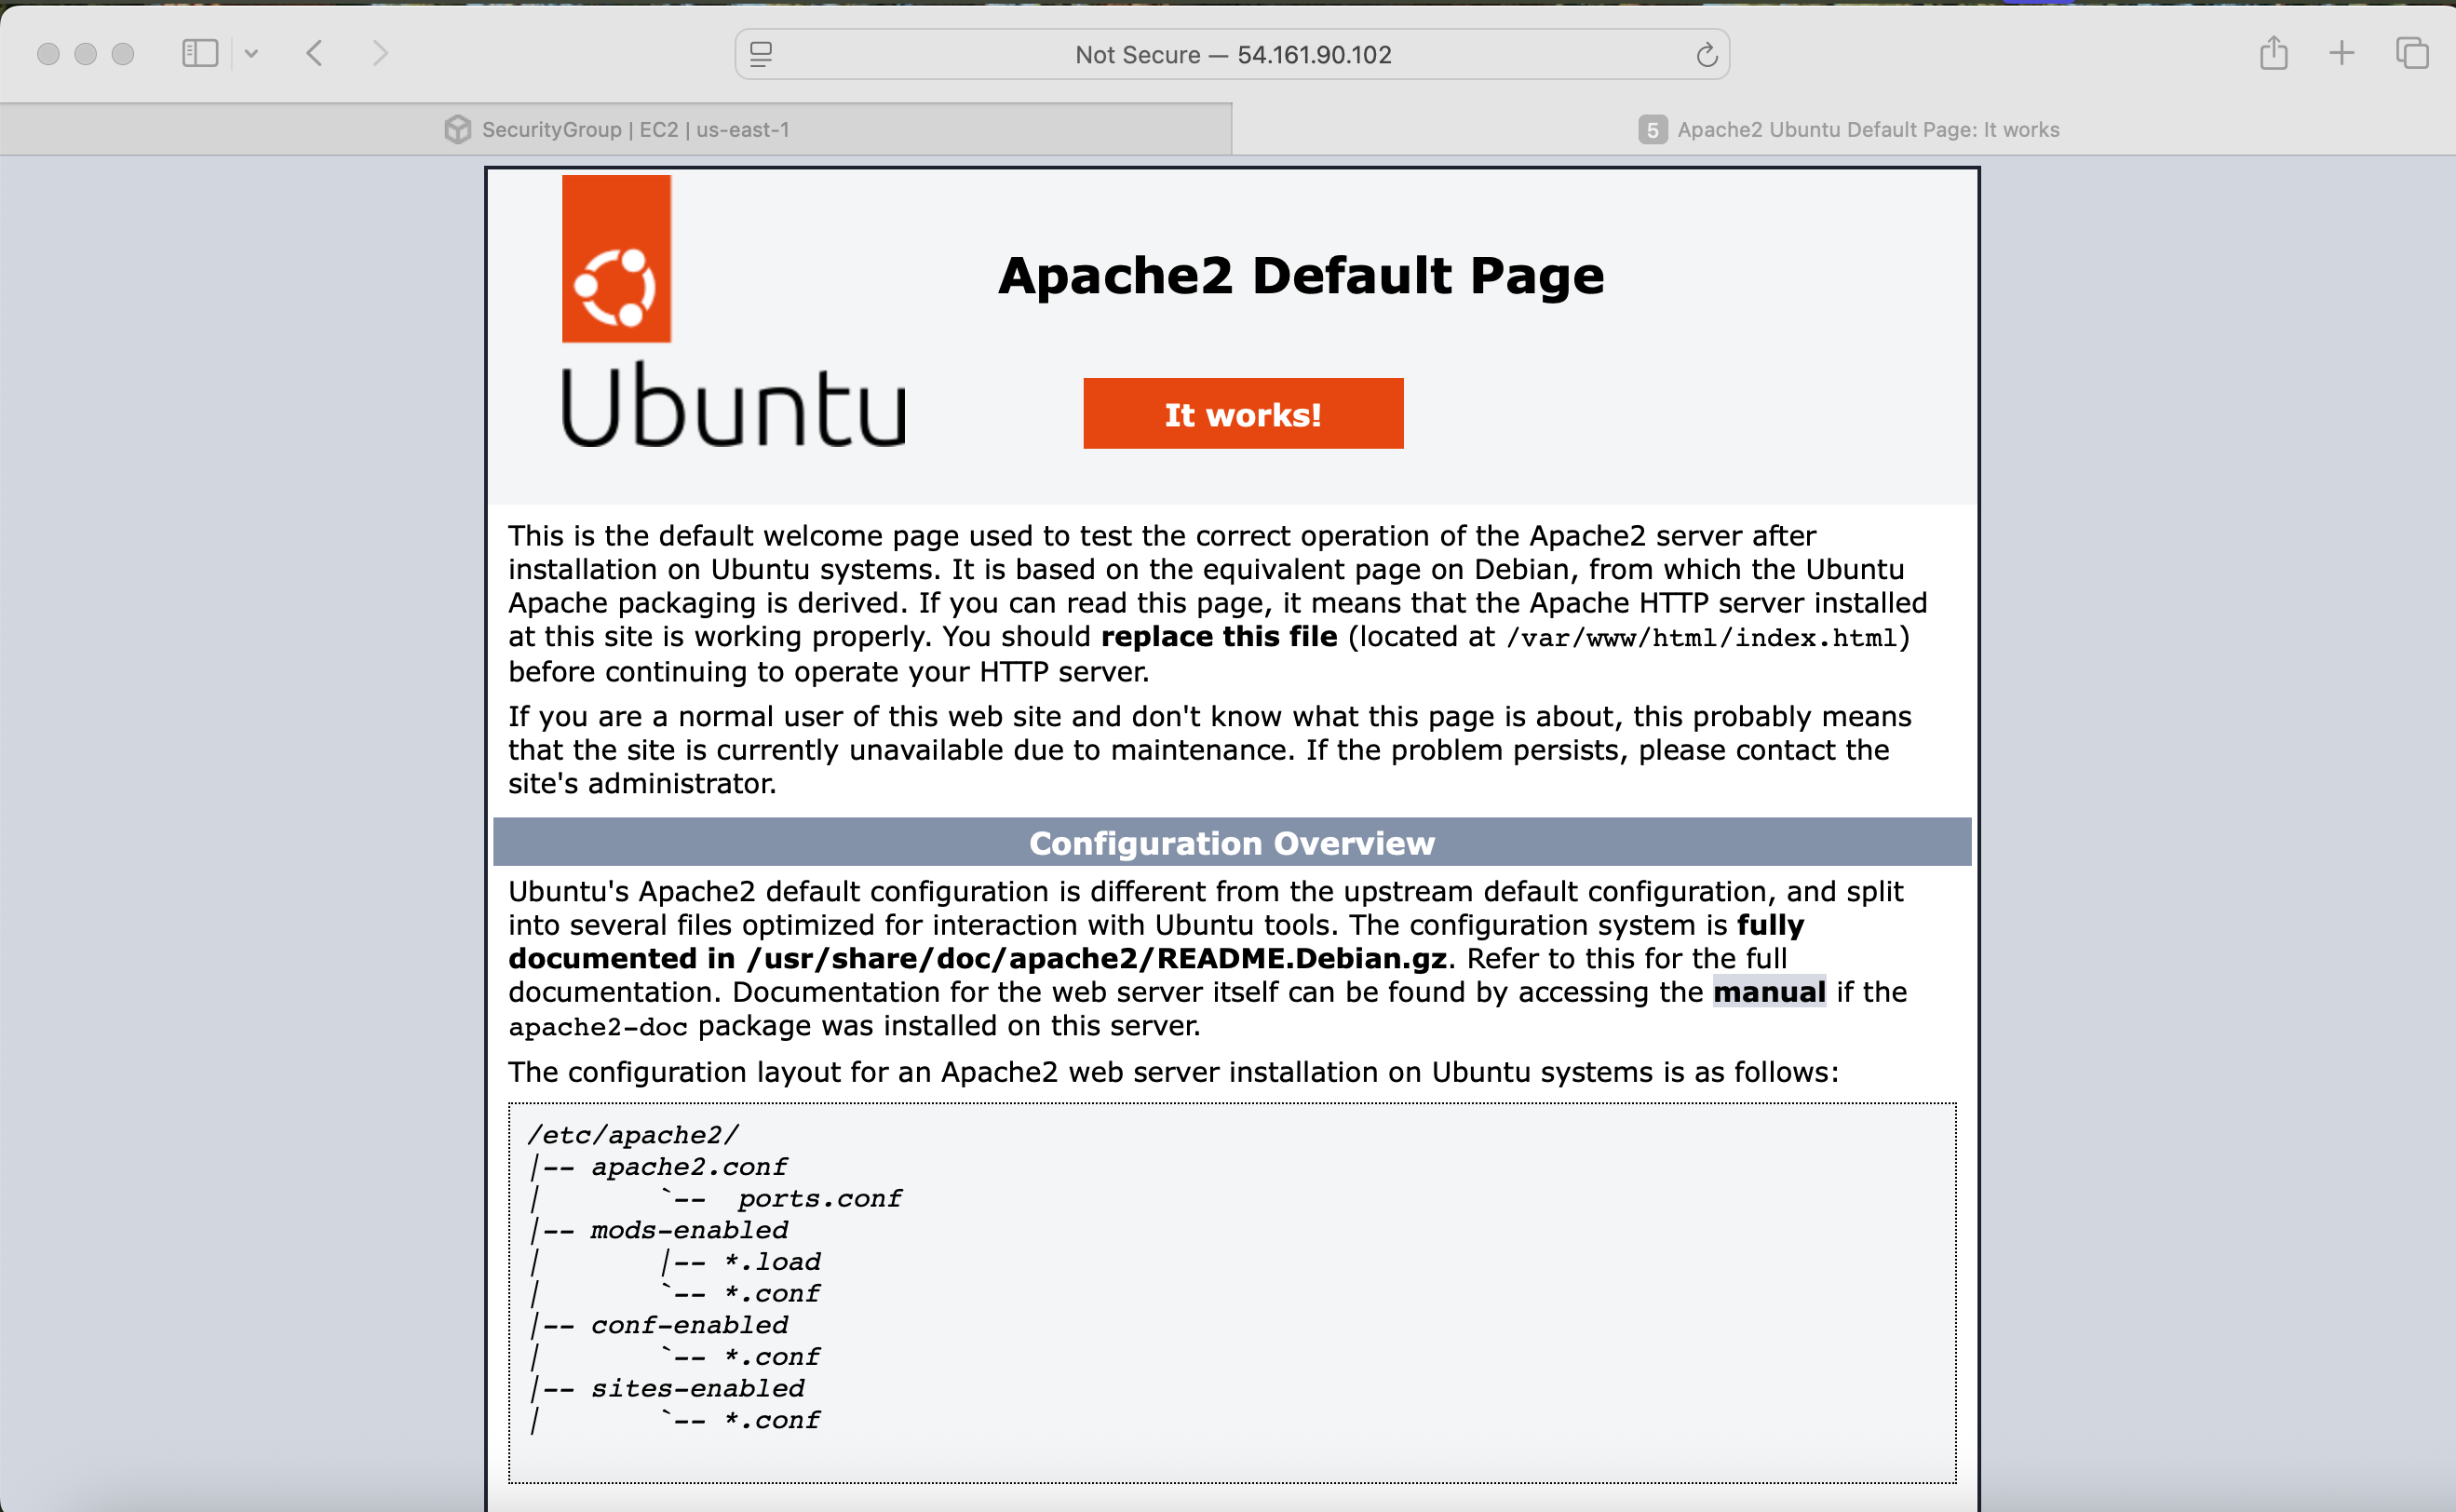 Not Secure — 54.161.90.102
SecurityGroup | EC2 | us-east-1
5 Apache2 Ubuntu Default Page: It works
Ubuntu
Apache2 Default Page
It works!
This is the default welcome page used to test the correct operation of the Apache2 server after
installation on Ubuntu systems. It is based on the equivalent page on Debian, from which the Ubuntu
Apache packaging is derived. If you can read this page, it means that the Apache HTTP server installed
at this site is working properly. You should replace this file (located at /var/www/html/index.html)
before continuing to operate your HTTP server.
If you are a normal user of this web site and don't know what this page is about, this probably means
that the site is currently unavailable due to maintenance. If the problem persists, please contact the
site's administrator.
Configuration Overview
Ubuntu's Apache2 default configuration is different from the upstream default configuration, and split
into several files optimized for interaction with Ubuntu tools. The configuration system is fully
documented in /usr/share/doc/apache2/README.Debian.gz. Refer to this for the full
documentation. Documentation for the web server itself can be found by accessing the manual if the
apache2-doc package was installed on this server.
The configuration layout for an Apache2 web server installation on Ubuntu systems is as follows:
/etc/apache2/
|-- apache2.conf
|       `--  ports.conf
|-- mods-enabled
|       |-- *.load
|       `-- *.conf
|-- conf-enabled
|       `-- *.conf
|-- sites-enabled
|       `-- *.conf